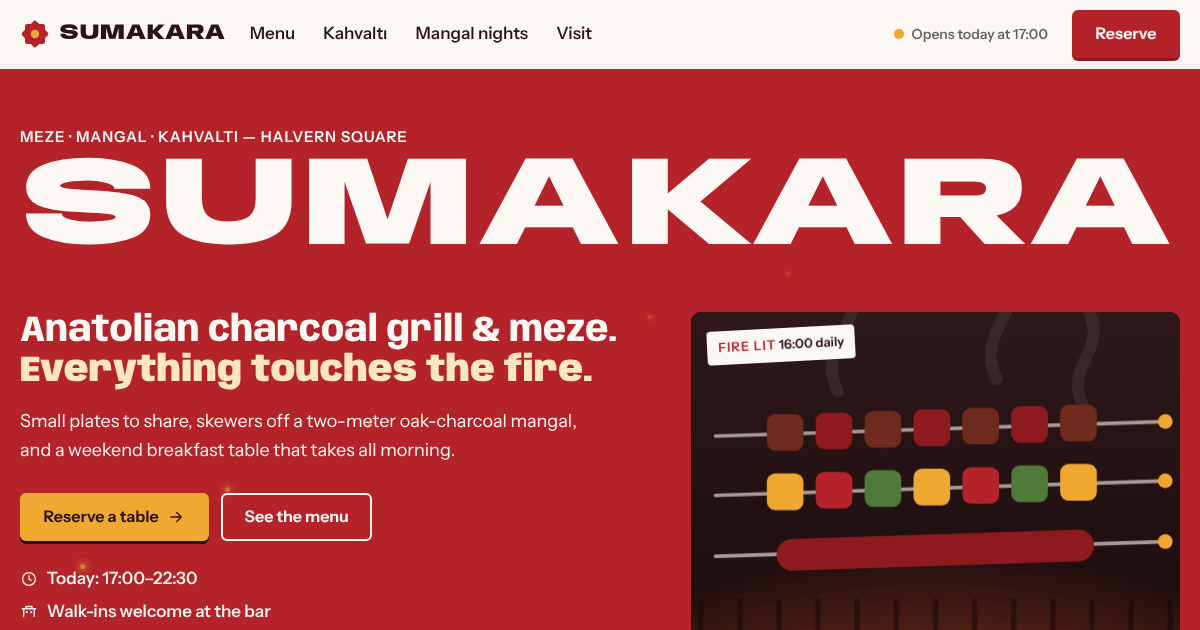 SUMAKARA
Menu
Kahvaltı
Mangal nights
Visit
Opens today at 17:00
Reserve
MEZE · MANGAL · KAHVALTI — HALVERN SQUARE
SUMAKARA
Anatolian charcoal grill & meze.
Everything touches the fire.
Small plates to share, skewers off a two-meter oak-charcoal mangal,
and a weekend breakfast table that takes all morning.
Reserve a table →
See the menu
Today: 17:00–22:30
Walk-ins welcome at the bar
FIRE LIT 16:00 daily